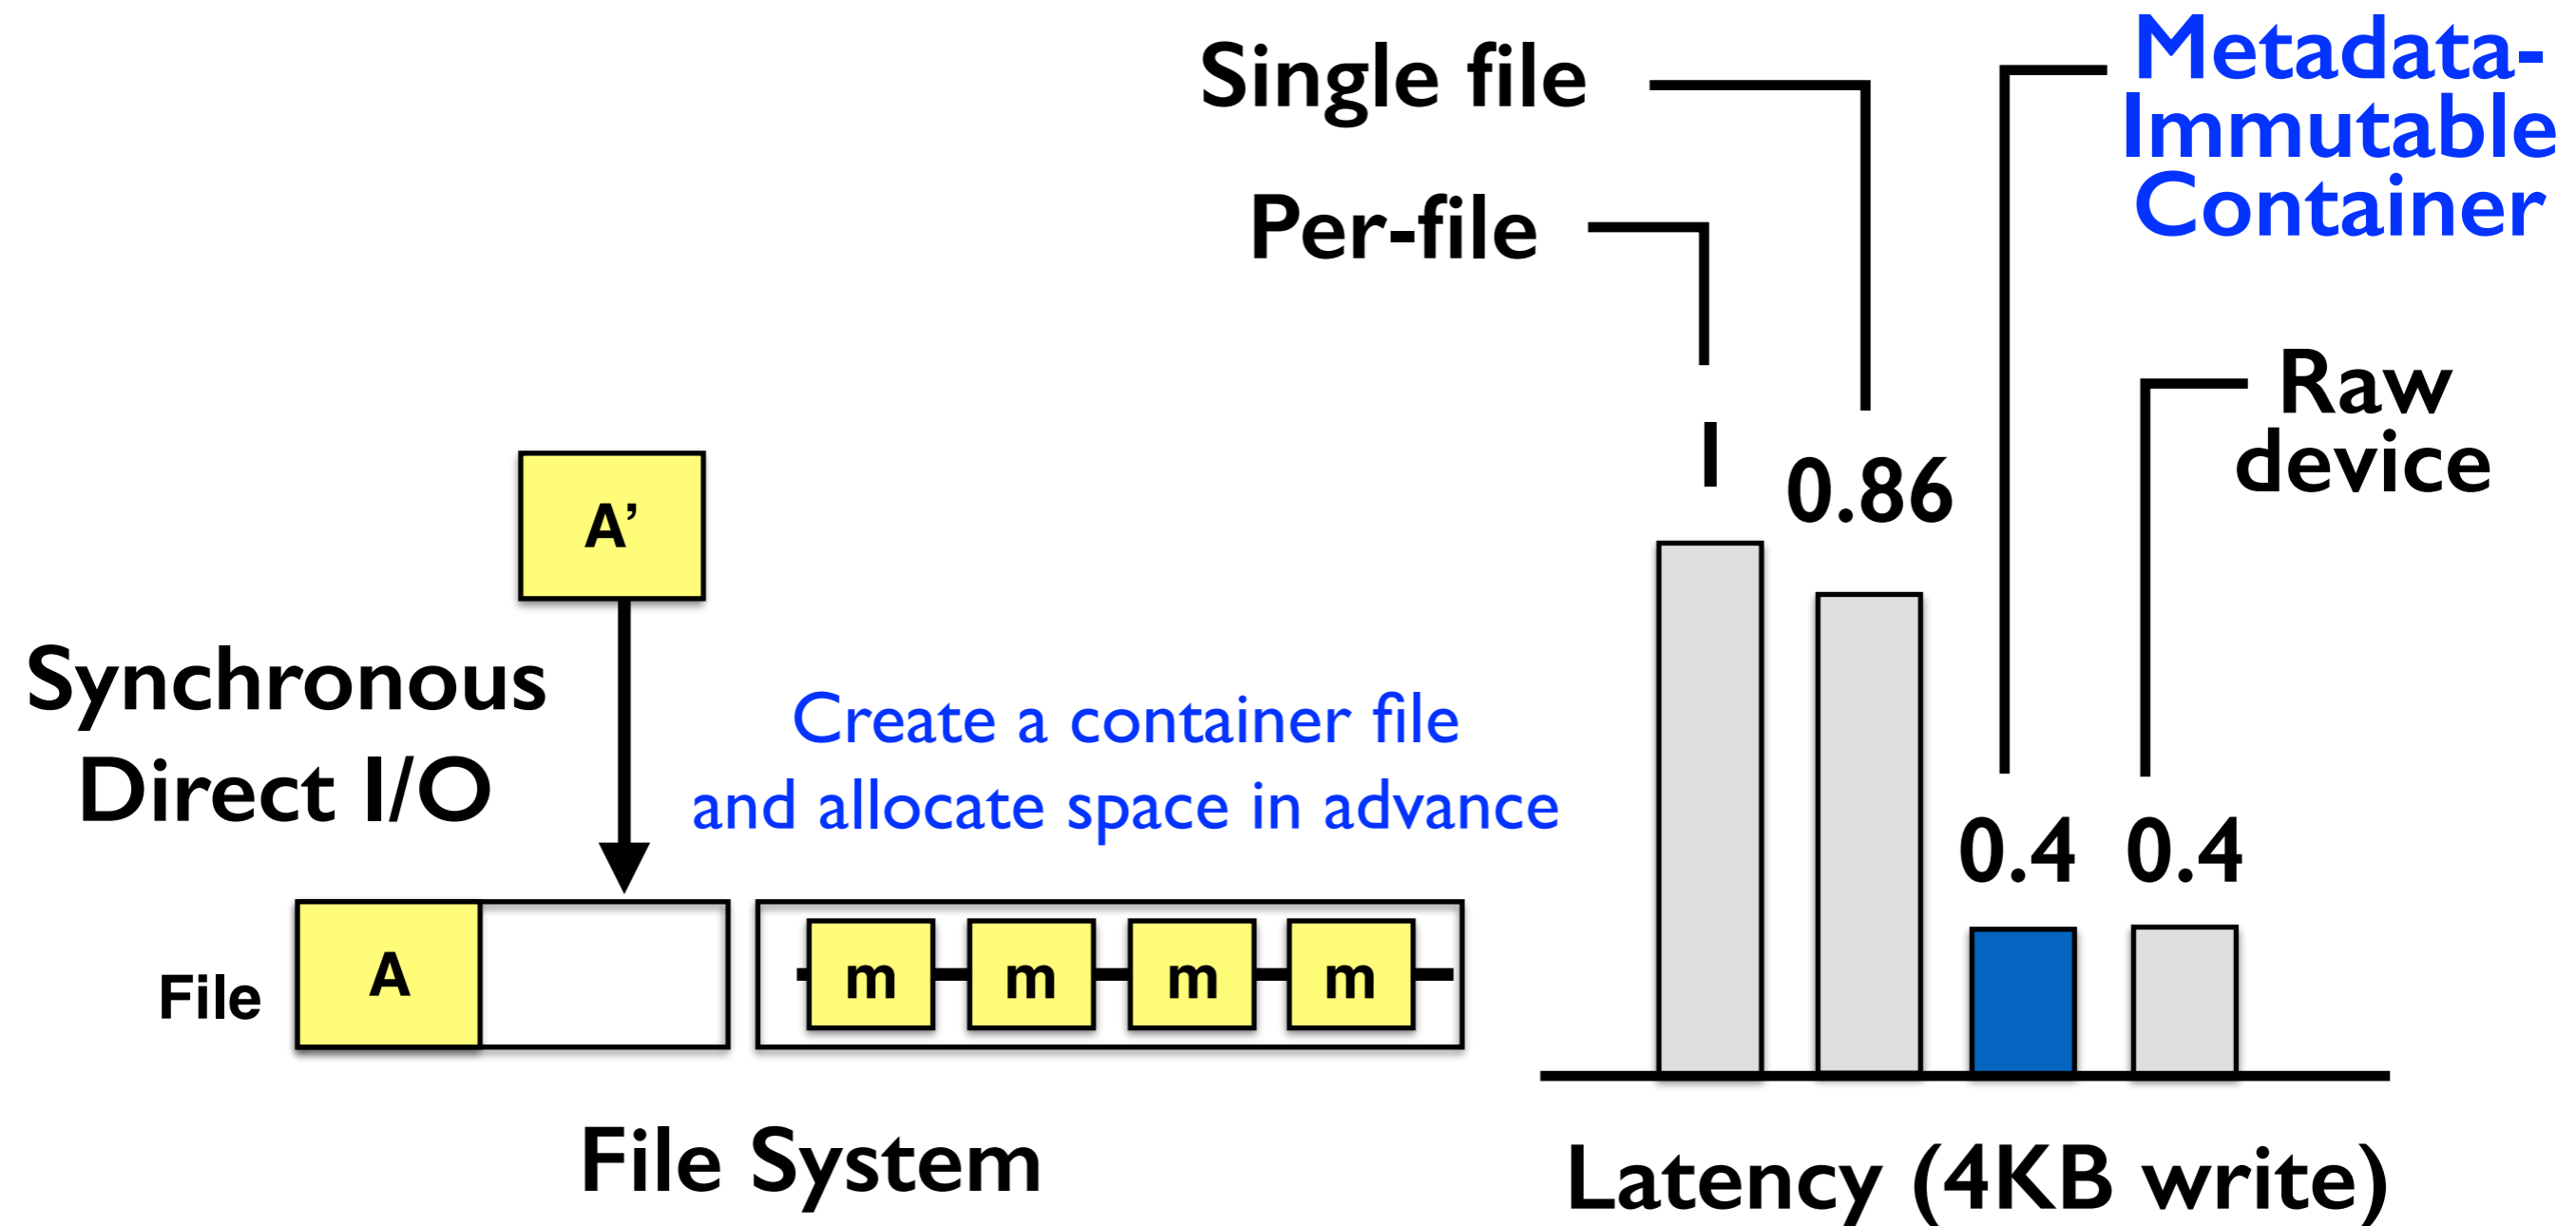 Single file
Per-file
Metadata-
Immutable
Container
Raw
device
1
0.86
0.4
0.4
Latency (4KB write)
A’
Synchronous
Direct I/O
Create a container file
and allocate space in advance
File
A
m
m
m
m
File System